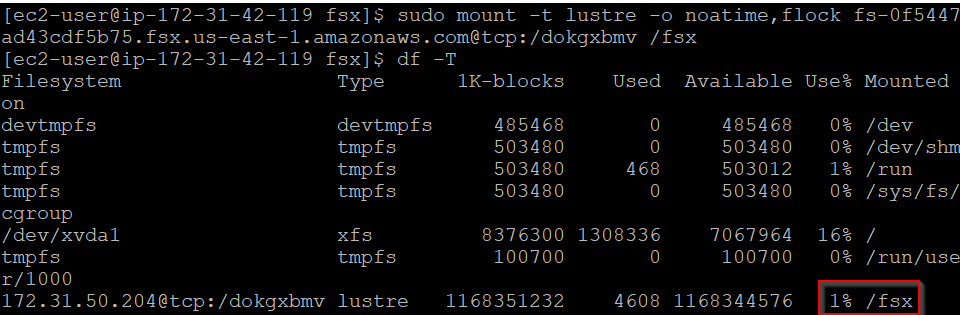 [ec2-user@ip-172-31-42-119 fsx]$ sudo mount -t lustre -o noatime,flock fs-0f5447
ad43cdf5b75.fsx.us-east-1.amazonaws.com@tcp:/dokgxbmv /fsx
[ec2-user@ip-172-31-42-119 fsx]$ df -T
Filesystem Type 1K-blocks Used Available Use% Mounted
on
devtmpfs devtmpfs 485468 0 485468 0% /dev
tmpfs tmpfs 503480 0 503480 0% /dev/shm
tmpfs tmpfs 503480 468 503012 1% /run
tmpfs tmpfs 503480 0 503480 0% /sys/fs/
cgroup
/dev/xvda1 xfs 8376300 1308336 7067964 16% /
tmpfs tmpfs 100700 0 100700 0% /run/use
r/1000
172.31.50.204@tcp:/dokgxbmv lustre 1168351232 4608 1168344576 1% /fsx